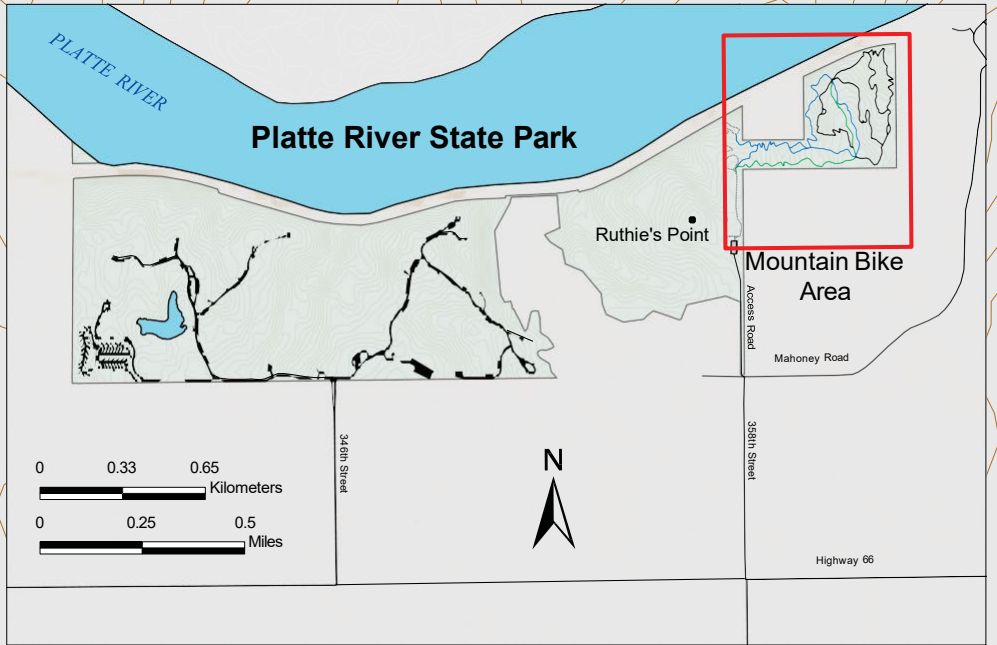 PLATTE RIVER
Platte River State Park
Ruthie's Point
Mountain Bike
Area
Access Road
Mahoney Road
346th Street
358th Street
N
0 0.33 0.65
Kilometers
0 0.25 0.5
Miles
Highway 66